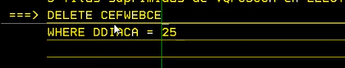 ===> DELETE CEFWEBCE
WHERE DDIACA = 25